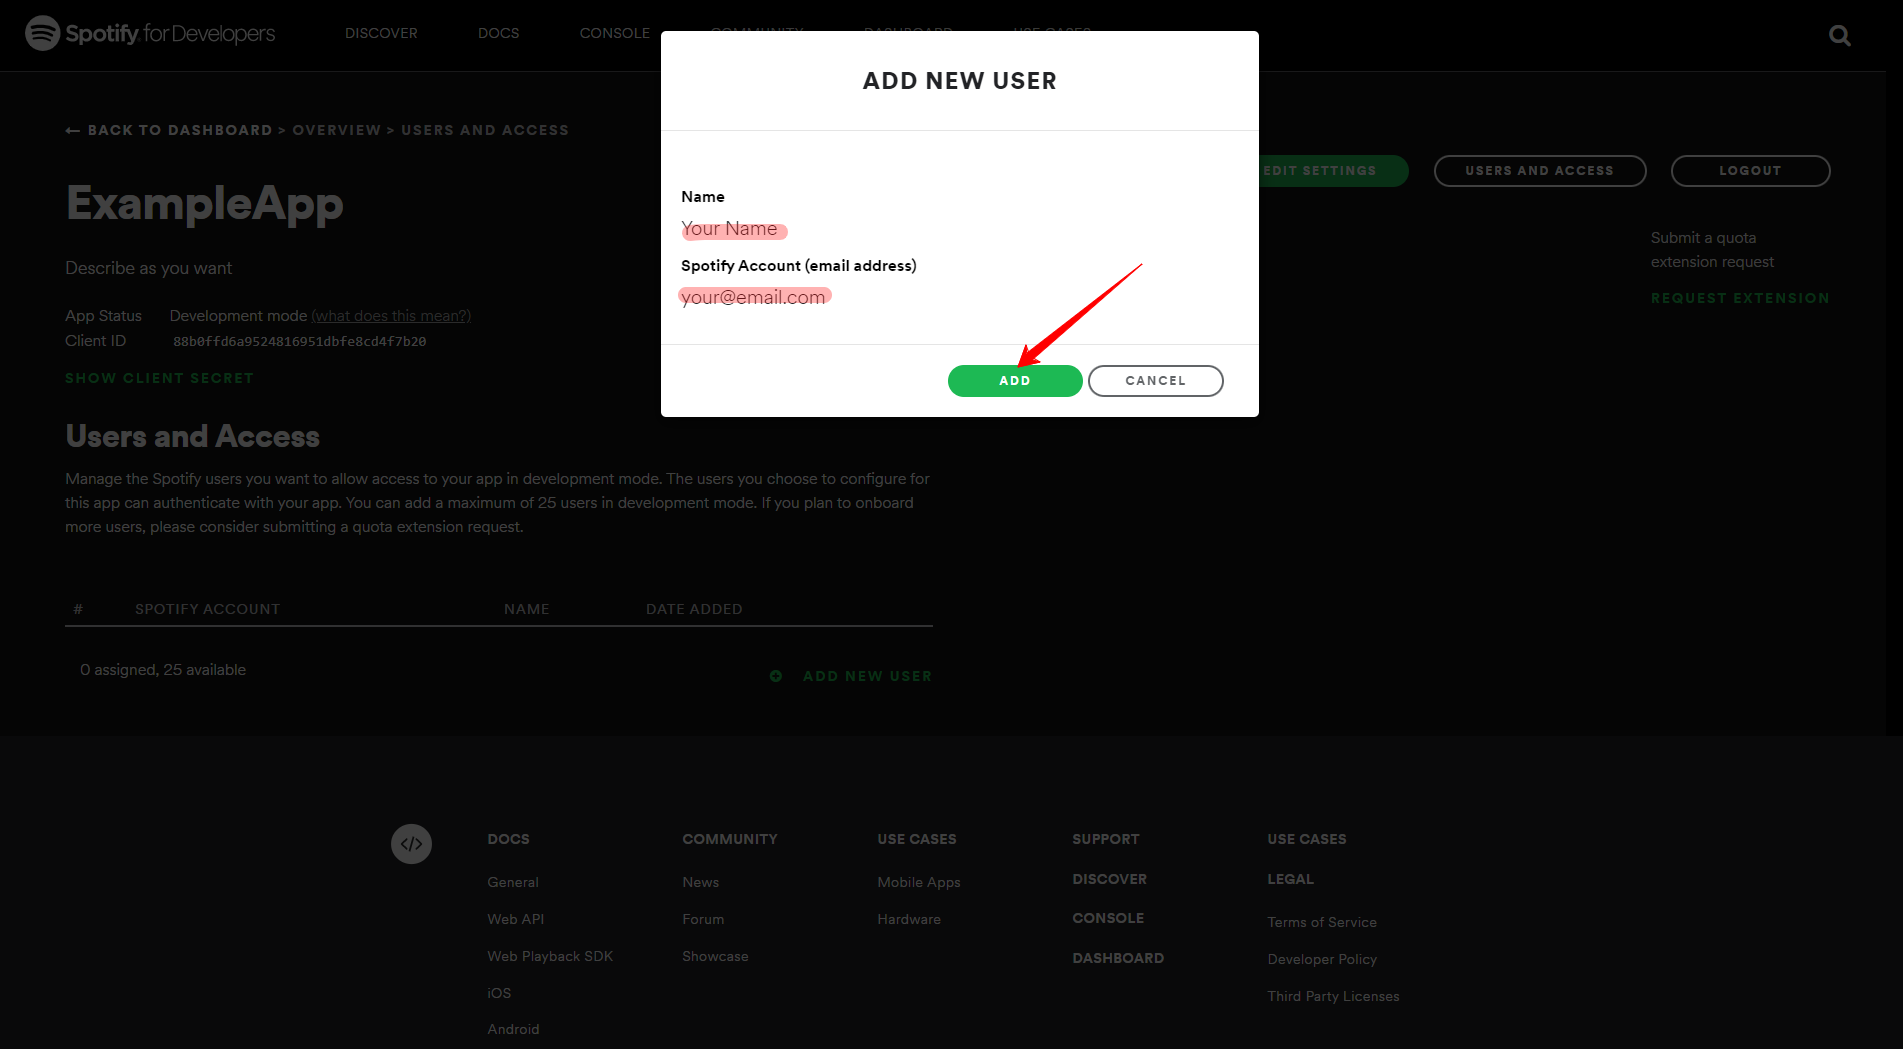 Spotify for Developers
DISCOVER
DOCS
CONSOLE
COMMUNITY
DASHBOARD
USE CASES
ADD NEW USER
← BACK TO DASHBOARD > OVERVIEW > USERS AND ACCESS
EDIT SETTINGS
USERS AND ACCESS
LOGOUT
ExampleApp
Name
Your Name
Spotify Account (email address)
your@email.com
ADD
CANCEL
Submit a quota
extension request
REQUEST EXTENSION
Describe as you want
App Status Development mode (what does this mean?)
Client ID 88b0ffd6a9524816951dbfe8cd4f7b20
SHOW CLIENT SECRET
Users and Access
Manage the Spotify users you want to allow access to your app in development mode. The users you choose to configure for
this app can authenticate with your app. You can add a maximum of 25 users in development mode. If you plan to onboard
more users, please consider submitting a quota extension request.
# SPOTIFY ACCOUNT NAME DATE ADDED
0 assigned, 25 available
ADD NEW USER
</>
DOCS
General
Web API
Web Playback SDK
iOS
Android
COMMUNITY
News
Forum
Showcase
USE CASES
Mobile Apps
Hardware
SUPPORT
DISCOVER
CONSOLE
DASHBOARD
USE CASES
LEGAL
Terms of Service
Developer Policy
Third Party Licenses